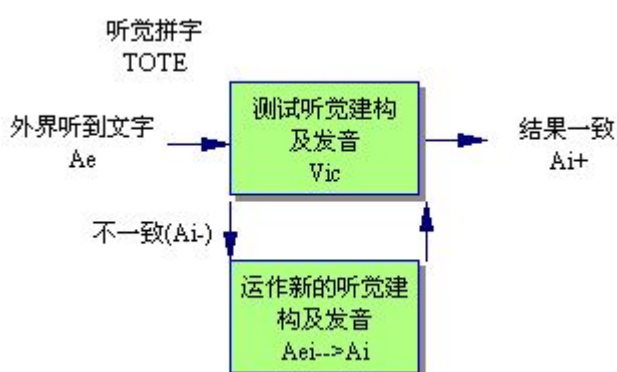 听觉拼字
TOTE
外界听到文字
Ae
测试听觉建构
及发音
Vic
结果一致
Ai+
不一致(Ai-)
运作新的听觉建
构及发音
Aei-->Ai